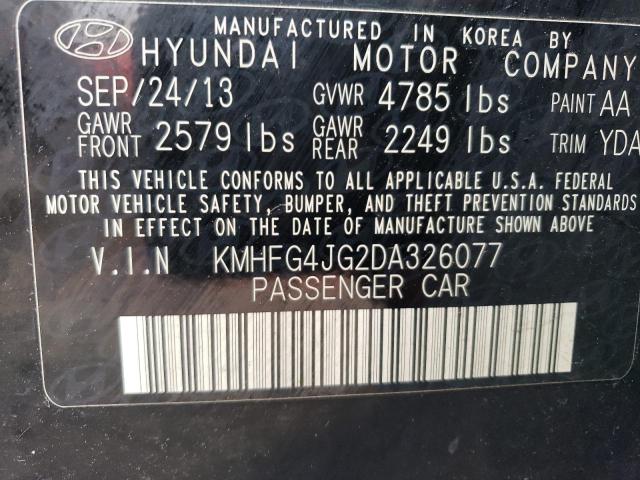 MANUFACTURED IN KOREA BY
HYUNDAI MOTOR COMPANY
SEP/24/13 GVWR 4785 lbs PAINT AA
GAWR FRONT 2579 lbs GAWR REAR 2249 lbs TRIM YDA
THIS VEHICLE CONFORMS TO ALL APPLICABLE U.S.A. FEDERAL
MOTOR VEHICLE SAFETY, BUMPER, AND THEFT PREVENTION STANDARDS
IN EFFECT ON THE DATE OF MANUFACTURE SHOWN ABOVE.
V.I.N KMHFG4JG2DA326077
PASSENGER CAR